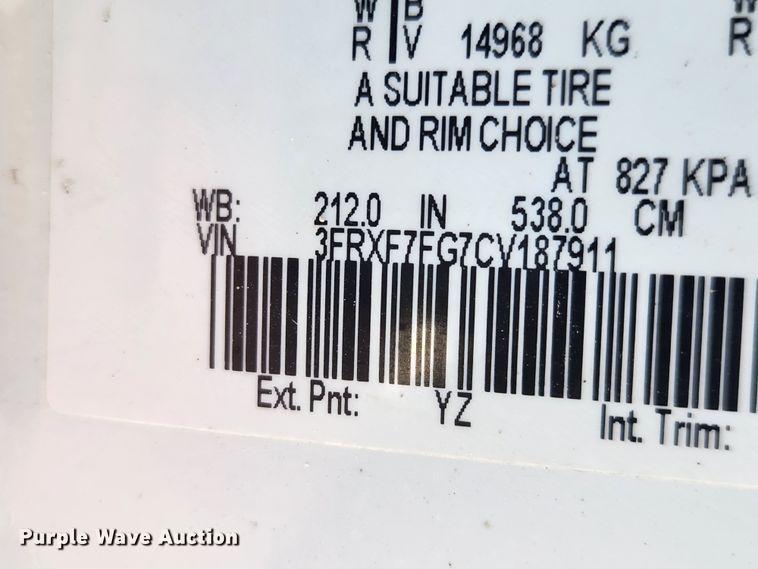 W B W
R V 14968 KG R
A SUITABLE TIRE
AND RIM CHOICE
AT 827 KPA
WB: 212.0 IN 538.0 CM
VIN 3FRXF7FG7CV187911
Ext. Pnt: YZ Int. Trim:
Purple Wave Auction